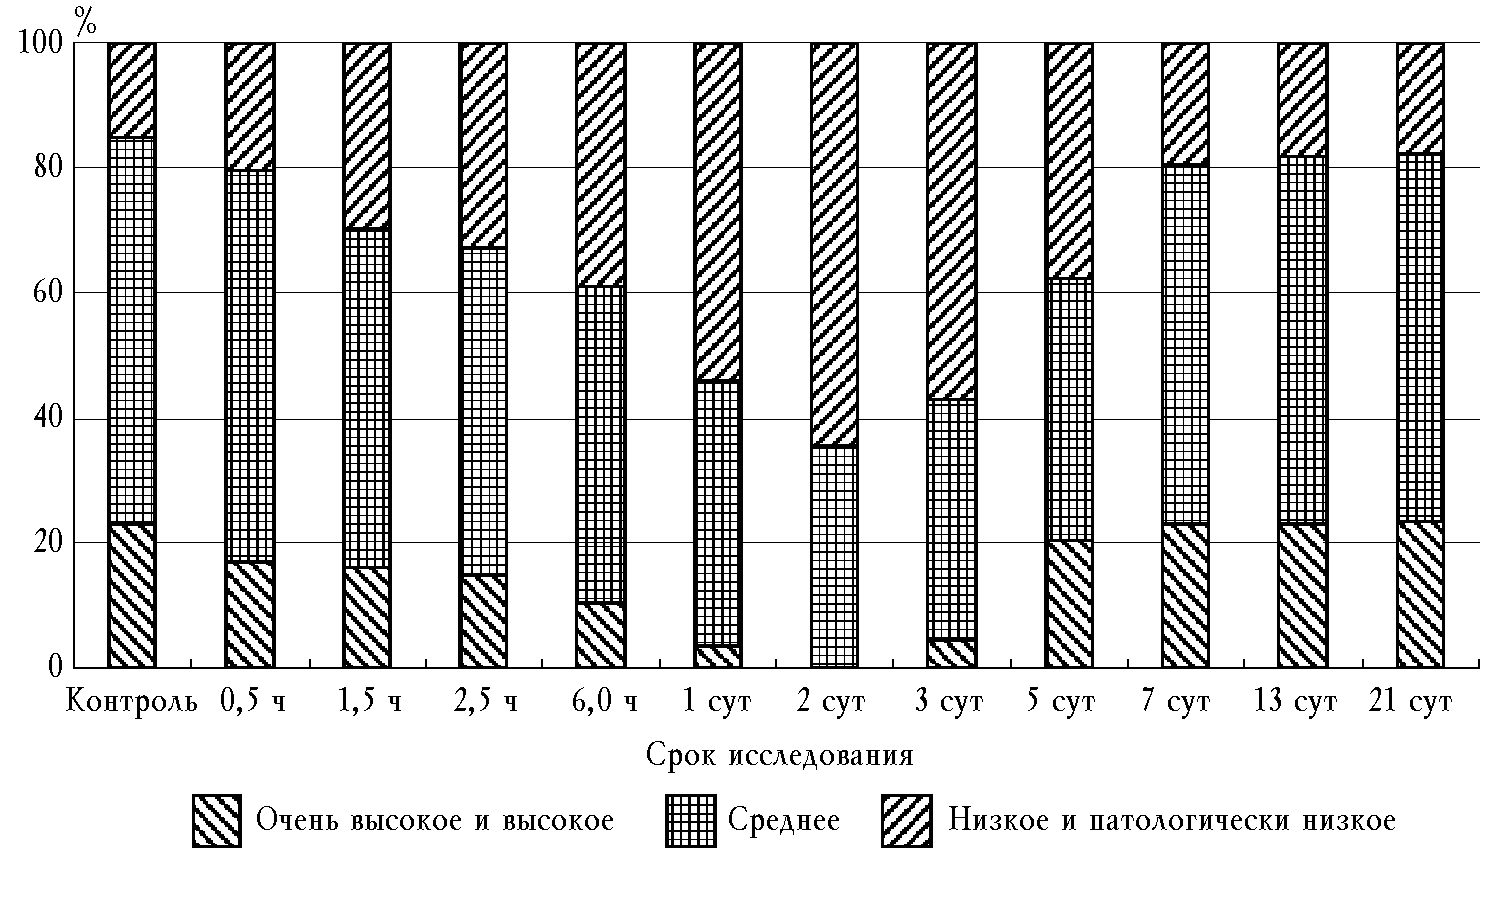 %
100
80
60
40
20
0
Контроль 0,5 ч 1,5 ч 2,5 ч 6,0 ч 1 сут 2 сут 3 сут 5 сут 7 сут 13 сут 21 сут
Срок исследования
Очень высокое и высокое Среднее Низкое и патологически низкое